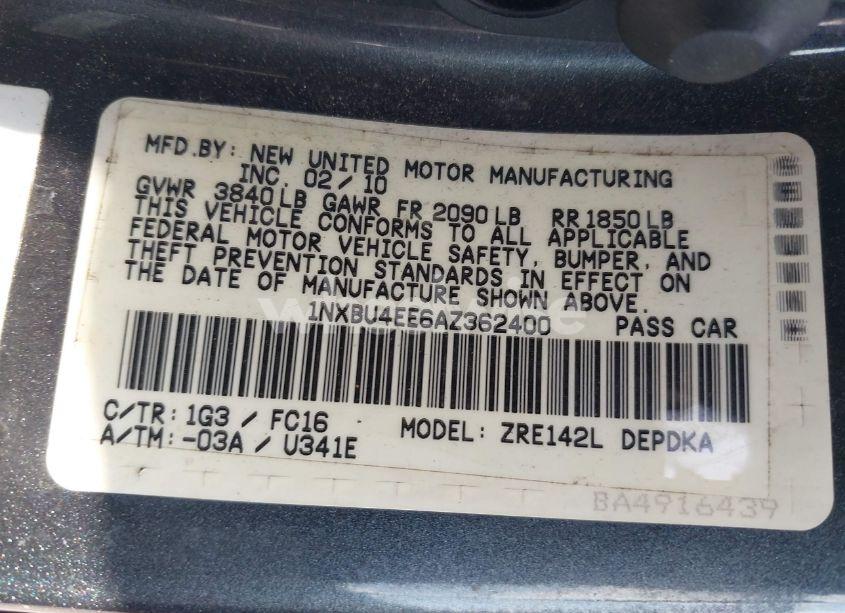 MFD.BY: NEW UNITED MOTOR MANUFACTURING
INC. 02/10
GVWR 3840LB GAWR FR 2090LB RR1850LB
THIS VEHICLE CONFORMS TO ALL APPLICABLE
FEDERAL MOTOR VEHICLE SAFETY, BUMPER, AND
THEFT PREVENTION STANDARDS IN EFFECT ON
THE DATE OF MANUFACTURE SHOWN ABOVE.
1NXBU4EE6AZ362400 PASS CAR
C/TR: 1G3 / FC16
A/TM: -03A / U341E
MODEL: ZRE142L DEPDKA
BA4916439